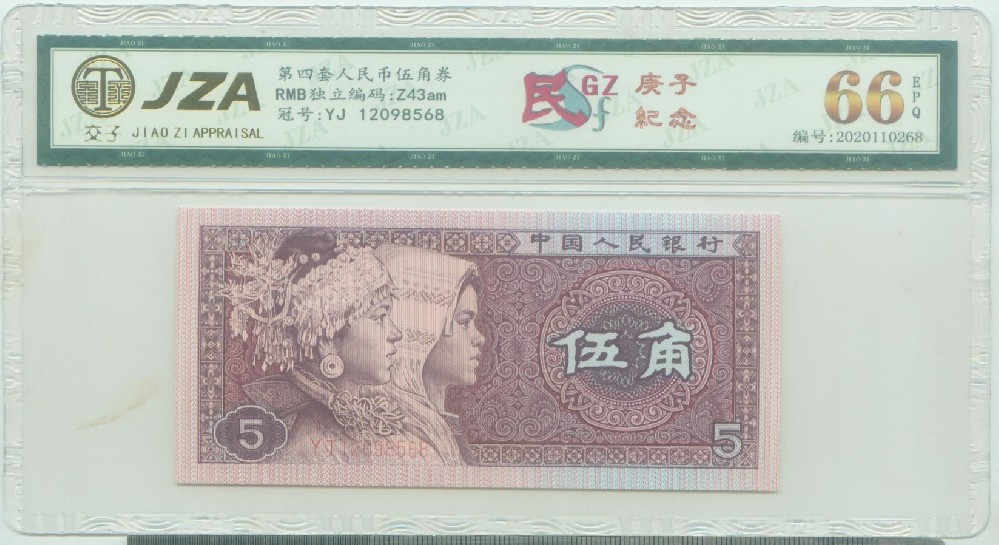 JZA
交子 JIAO ZI APPRAISAL
第四套人民币伍角券
RMB独立编码:Z43am
冠号:YJ 12098568
民 GZ
f
庚子
紀念
66 EPQ
编号:2020110268
中国人民银行
伍角
5
YJ12098568
5